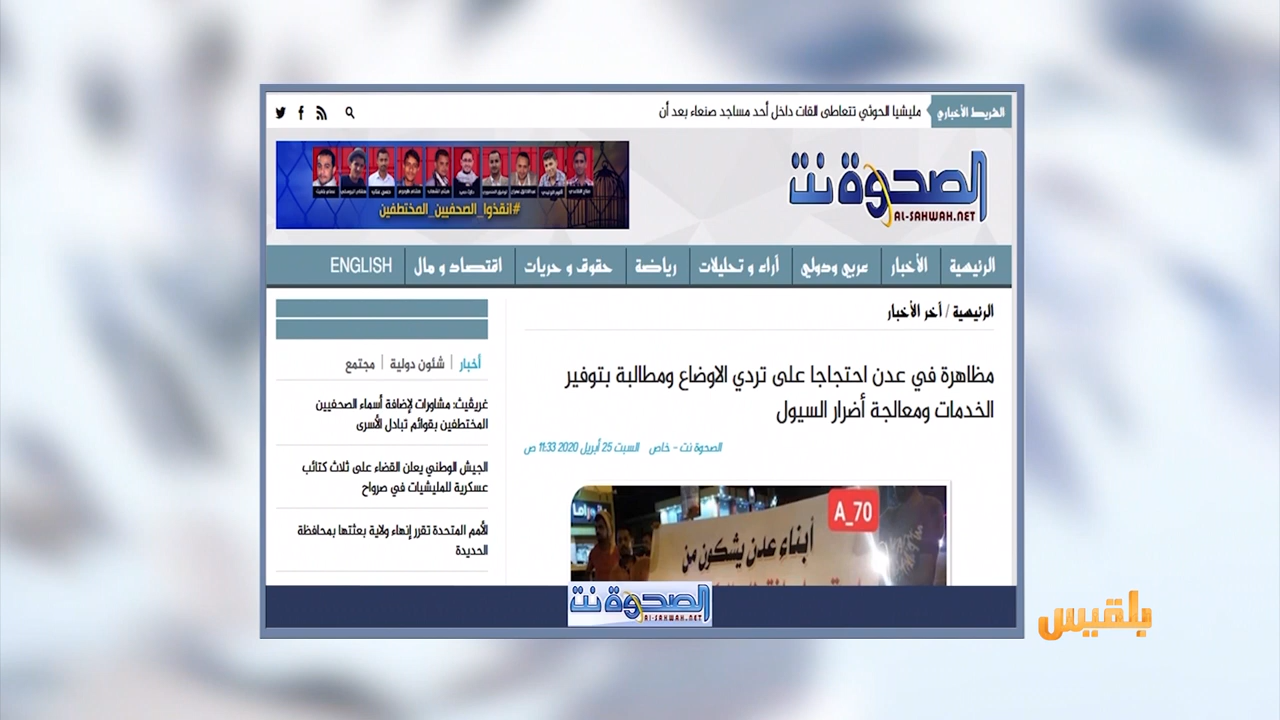 الشريط الأخباري
مليشيا الحوثي تتعاطى القات داخل أحد مساجد صنعاء بعد أن
الصحوة نت
AL-SAHWAH.NET
#انقذوا_الصحفيين_المختطفين
الرئيسية
الأخبار
عربي ودولي
آراء و تحليلات
رياضة
حقوق و حريات
اقتصاد و مال
ENGLISH
الرئيسية / أخر الأخبار
مظاهرة في عدن احتجاجا على تردي الاوضاع ومطالبة بتوفير
الخدمات ومعالجة أضرار السيول
الصحوة نت - خاص السبت 25 أبريل 2020 11:33 ص
A_70
أبناء عدن يشكون من
أخبار | شئون دولية | مجتمع
غريفيث: مشاورات لإضافة أسماء الصحفيين
المختطفين بقوائم تبادل الأسرى
الجيش الوطني يعلن القضاء على ثلاث كتائب
عسكرية للمليشيات في صرواح
الأمم المتحدة تقرر إنهاء ولاية بعثتها بمحافظة
الحديدة
الصحوة نت
AL-SAHWAH.NET
بلقيس